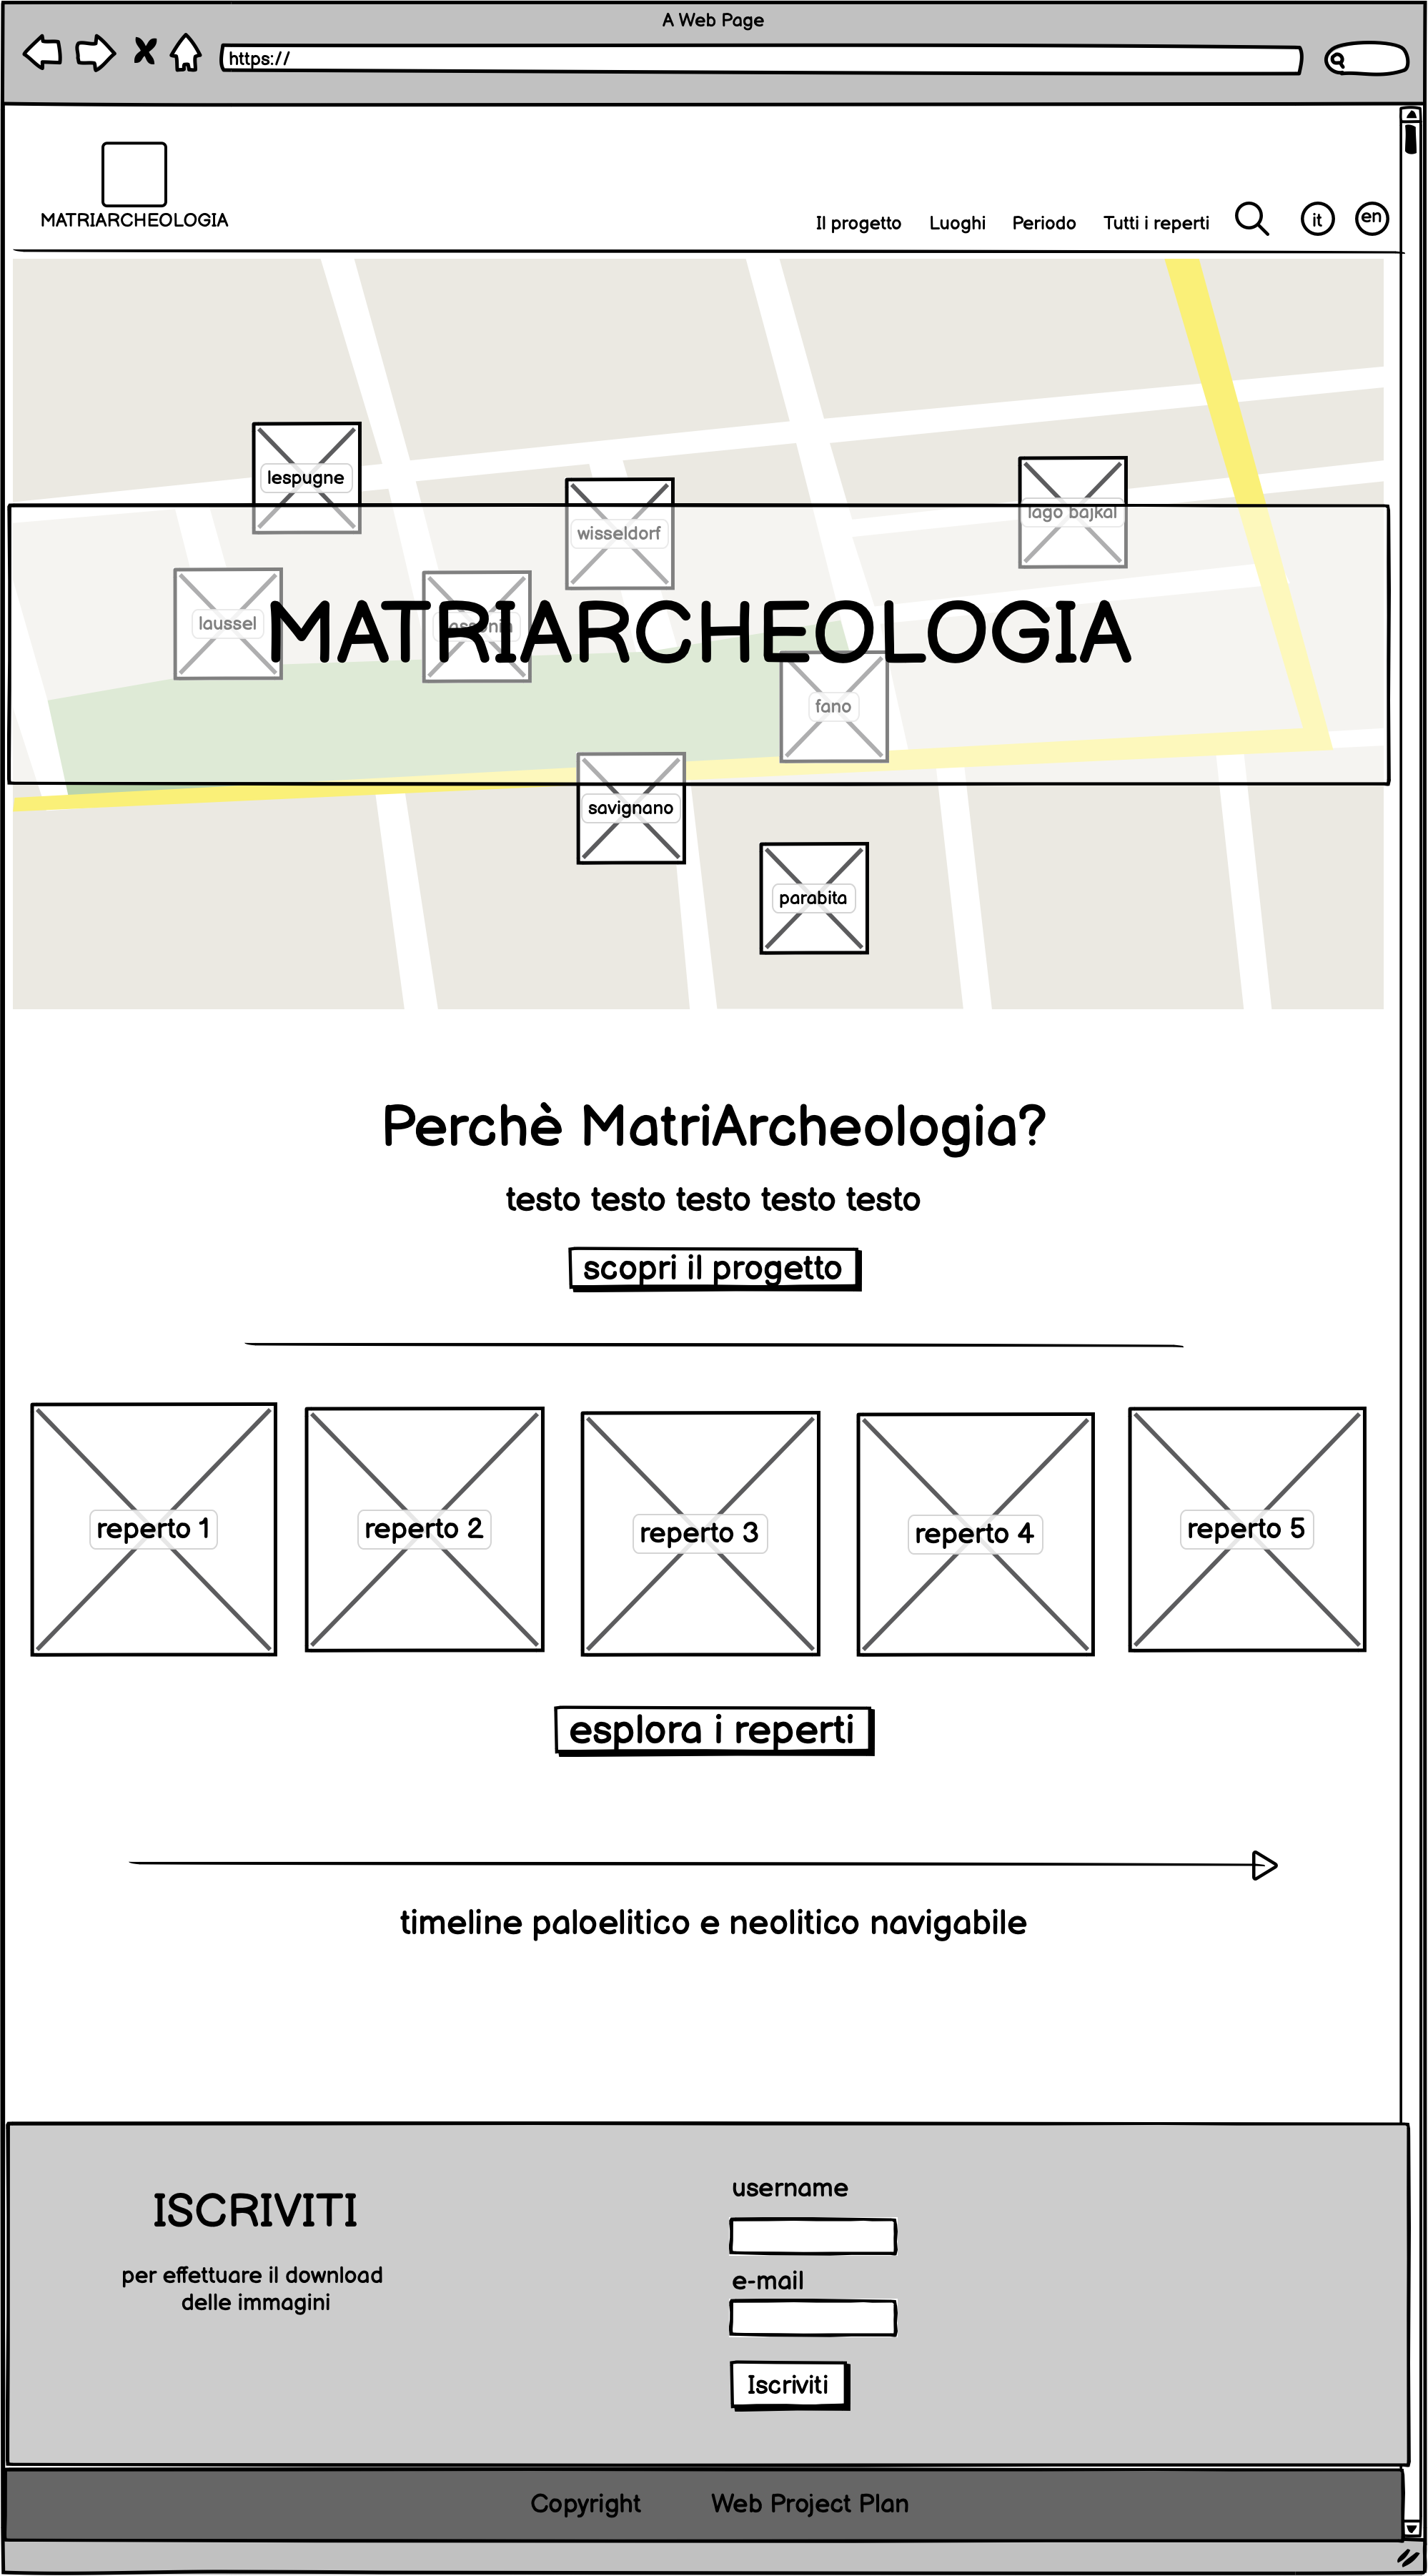 A Web Page
https://
MATRIARCHEOLOGIA
Il progetto Luoghi Periodo Tutti i reperti it en
lespugne
wisseldorf
lago bajkal
laussel
MATRIARCHEOLOGIA
fano
savignano
parabita
Perchè MatriArcheologia?
testo testo testo testo testo
scopri il progetto
reperto 1
reperto 2
reperto 3
reperto 4
reperto 5
esplora i reperti
timeline paloelitico e neolitico navigabile
ISCRIVITI
per effettuare il download
delle immagini
username
e-mail
Iscriviti
Copyright Web Project Plan